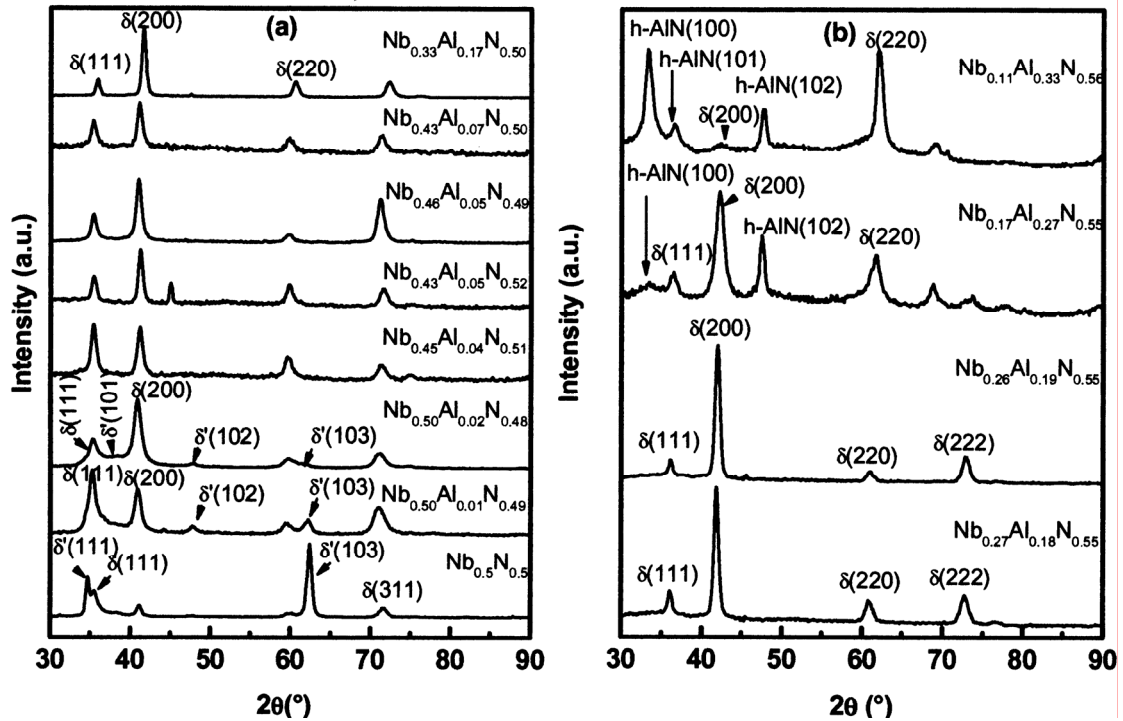 (a)
δ(200)
δ(111)
δ(220)
Nb0.33Al0.17N0.50
Nb0.43Al0.07N0.50
Nb0.46Al0.05N0.49
Nb0.43Al0.05N0.52
Nb0.45Al0.04N0.51
δ(111)
δ'(101)
δ(200)
δ'(102)
δ'(103)
Nb0.50Al0.02N0.48
δ(111)
δ(200)
δ'(102)
δ'(103)
Nb0.50Al0.01N0.49
δ'(111)
δ(111)
δ'(103)
δ(311)
Nb0.5N0.5
Intensity (a.u.)
30 40 50 60 70 80 90
2θ(°)
(b)
h-AlN(100)
h-AlN(101)
δ(200)
h-AlN(102)
δ(220)
Nb0.11Al0.33N0.56
h-AlN(100)
δ(111)
δ(200)
h-AlN(102)
δ(220)
Nb0.17Al0.27N0.55
δ(200)
δ(111)
δ(220)
δ(222)
Nb0.26Al0.19N0.55
δ(111)
δ(220)
δ(222)
Nb0.27Al0.18N0.55
Intensity (a.u.)
30 40 50 60 70 80 90
2θ (°)